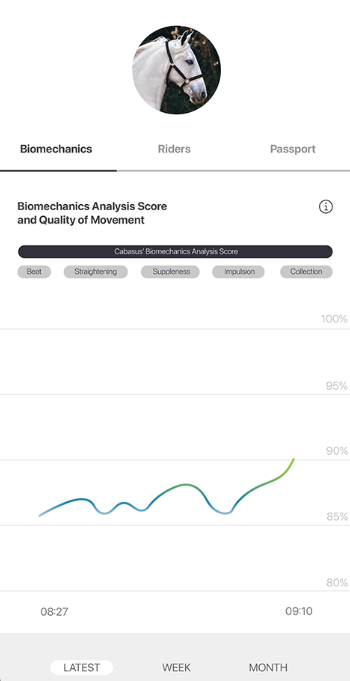 Biomechanics Riders Passport
Biomechanics Analysis Score
and Quality of Movement
i
Cabasus' Biomechanics Analysis Score
Beat Straightening Suppleness Impulsion Collection
100%
95%
90%
85%
80%
08:27 09:10
LATEST WEEK MONTH